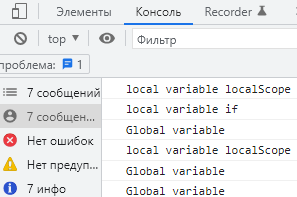 Элементы Консоль Recorder
top Фильтр
проблема: 1
7 сообщений
7 сообщен...
Нет ошибок
Нет предуп...
7 инфо
local variable localScope
local variable if
Global variable
local variable localScope
Global variable
Global variable